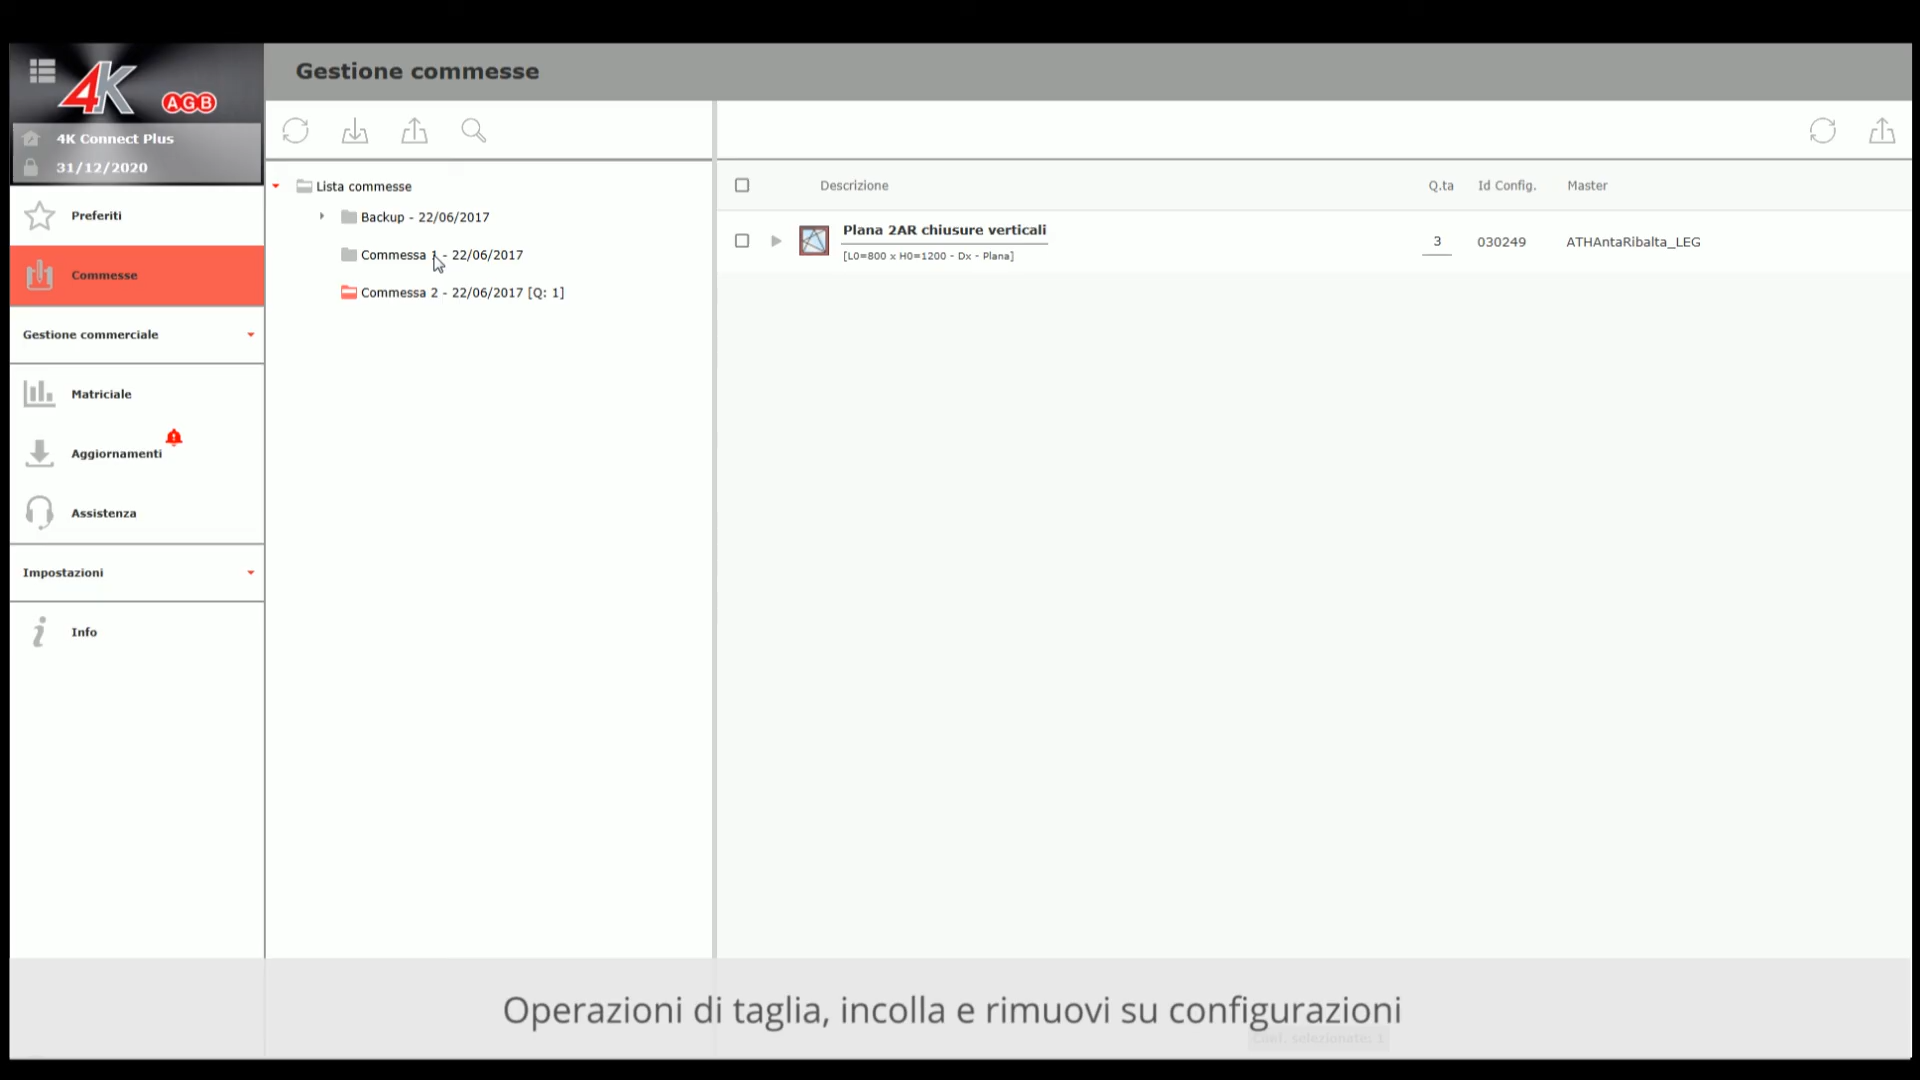 Gestione commesse
4K
AGB
4K Connect Plus
31/12/2020
Preferiti
Commesse
Gestione commerciale
Matriciale
Aggiornamenti
Assistenza
Impostazioni
Info
Lista commesse
Backup - 22/06/2017
Commessa 1 - 22/06/2017
Commessa 2 - 22/06/2017 [Q: 1]
Descrizione Q.ta Id Config. Master
Plana 2AR chiusure verticali 3 030249 ATHAntaRibalta_LEG
[L0=800 x H0=1200 - Dx - Plana]
Operazioni di taglia, incolla e rimuovi su configurazioni
Conf. selezionate: 1